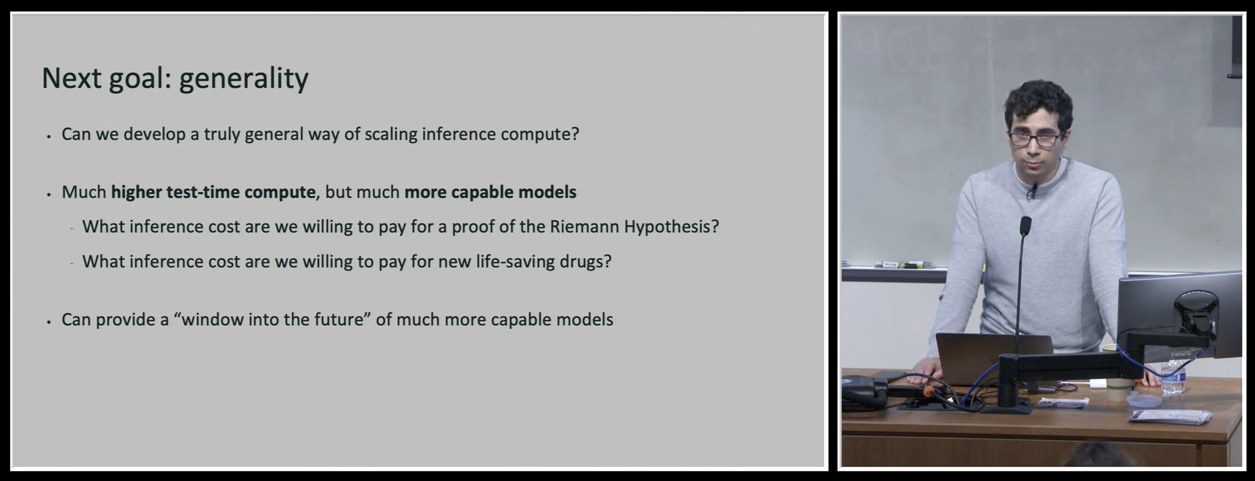 Next goal: generality
Can we develop a truly general way of scaling inference compute?
Much higher test-time compute, but much more capable models
What inference cost are we willing to pay for a proof of the Riemann Hypothesis?
What inference cost are we willing to pay for new life-saving drugs?
Can provide a “window into the future” of much more capable models